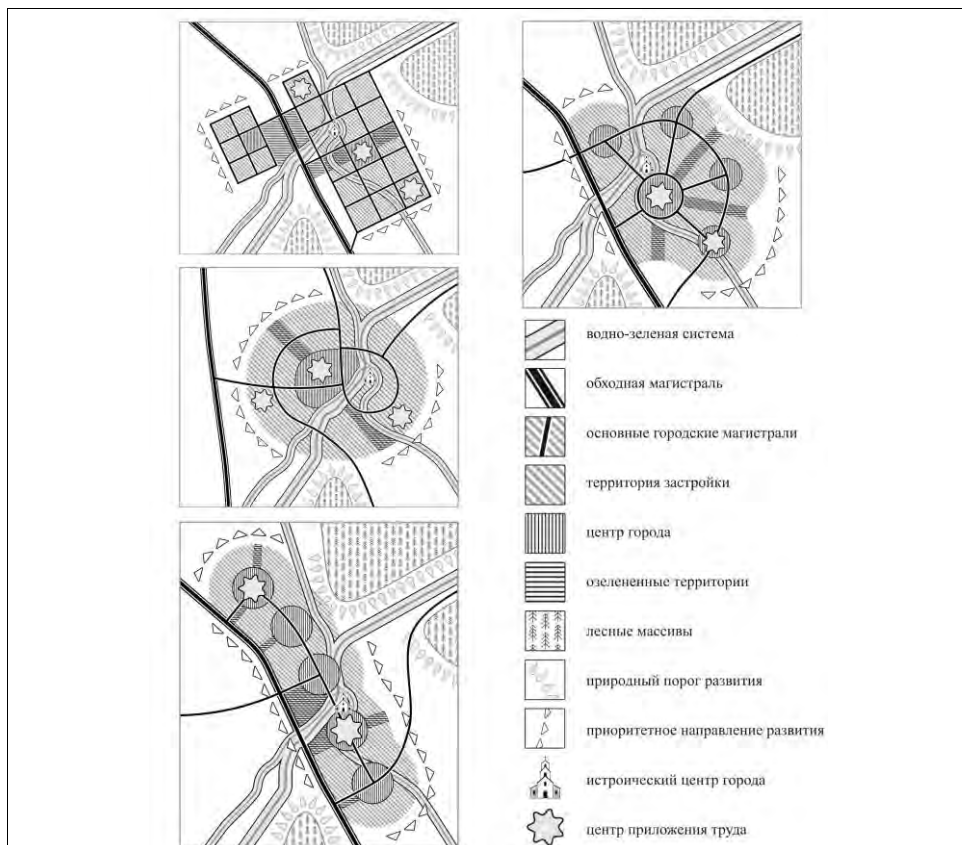 водно-зеленая система
обходная магистраль
основные городские магистрали
территория застройки
центр города
озелененные территории
лесные массивы
природный порог развития
приоритетное направление развития
истроический центр города
центр приложения труда